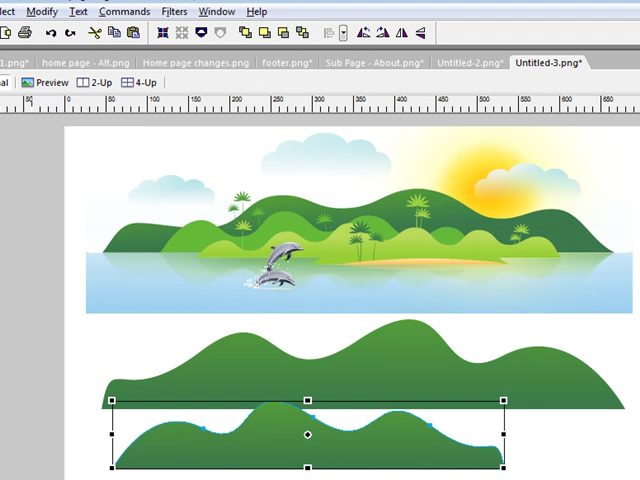 lect Modify Text Commands Filters Window Help
1.png* home page - Alt.png Home page changes.png footer.png* Sub Page - About.png* Untitled-2.png* Untitled-3.png*
nal Preview 2-Up 4-Up
50 0 50 100 150 200 250 300 350 400 450 500 550 600 650